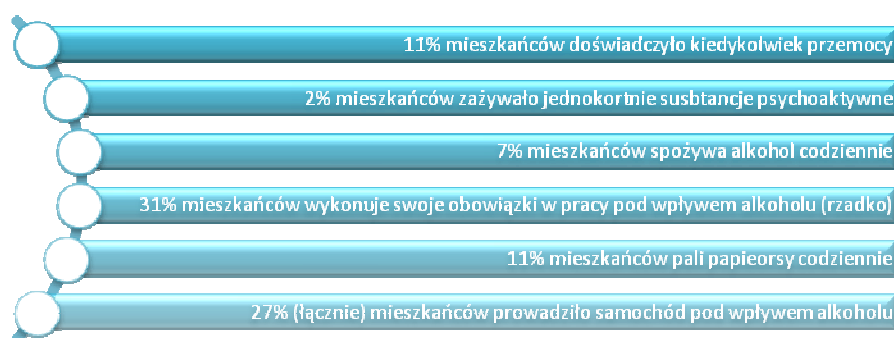 11% mieszkańców doświadczyło kiedykolwiek przemocy
2% mieszkańców zażywało jednokortnie susbtancje psychoaktywne
7% mieszkańców spożywa alkohol codziennie
31% mieszkańców wykonuje swoje obowiązki w pracy pod wpływem alkoholu (rzadko)
11% mieszkańców pali papieorsy codziennie
27% (łącznie) mieszkańców prowadziło samochód pod wpływem alkoholu